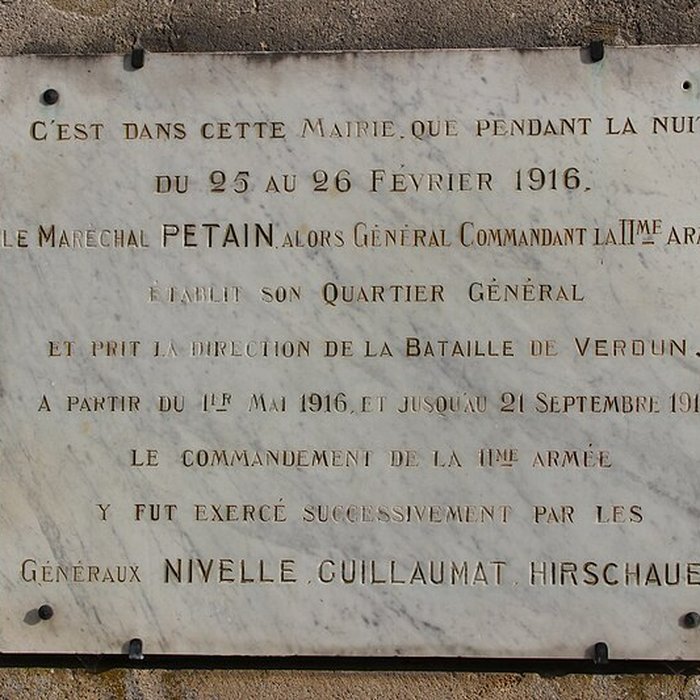 C'EST DANS CETTE MAIRIE, QUE PENDANT LA NUIT
DU 25 AU 26 FÉVRIER 1916,
LE MARÉCHAL PETAIN, ALORS GÉNÉRAL COMMANDANT LA IIME
ÉTABLIT SON QUARTIER GÉNÉRAL
ET PRIT LA DIRECTION DE LA BATAILLE DE VERDUN.
A PARTIR DU 1ER MAI 1916, ET JUSQU'AU 21 SEPTEMBRE
LE COMMANDEMENT DE LA IIME ARMÉE
Y FUT EXERCÉ SUCCESSIVEMENT PAR LES
GÉNÉRAUX NIVELLE, GUILLAUMAT, HIRSCHAUE